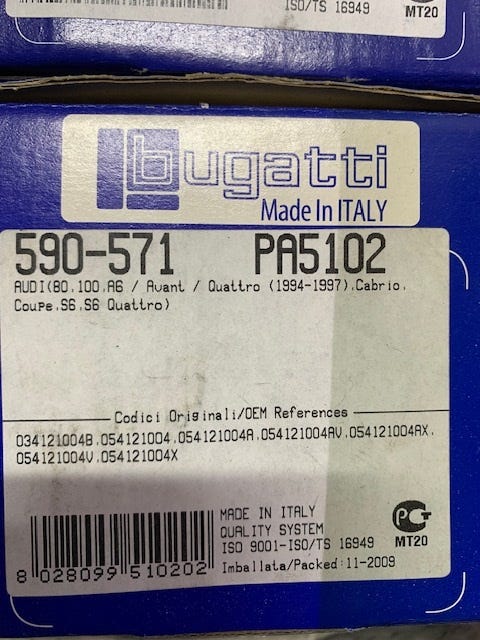 ISO/TS 16949
MT20
bugatti
Made In ITALY
590-571 PA5102
AUDI(80,100,A6 / Avant / Quattro (1994-1997),Cabrio,
Coupe,S6,S6 Quattro)
Codici Originali/OEM References
034121004B,054121004,054121004A,054121004AV,054121004AX,
054121004V,054121004X
MADE IN ITALY
QUALITY SYSTEM
ISO 9001-ISO/TS 16949
Imballata/Packed:11-2009
PG
MT20
8 028099 510202